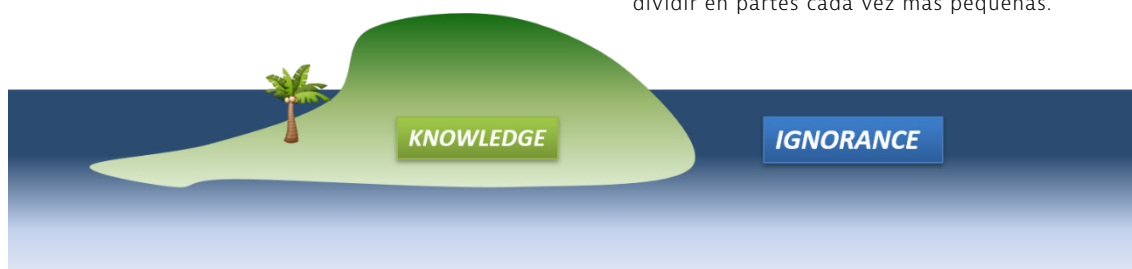 dividir en partes cada vez más pequeñas.
KNOWLEDGE
IGNORANCE